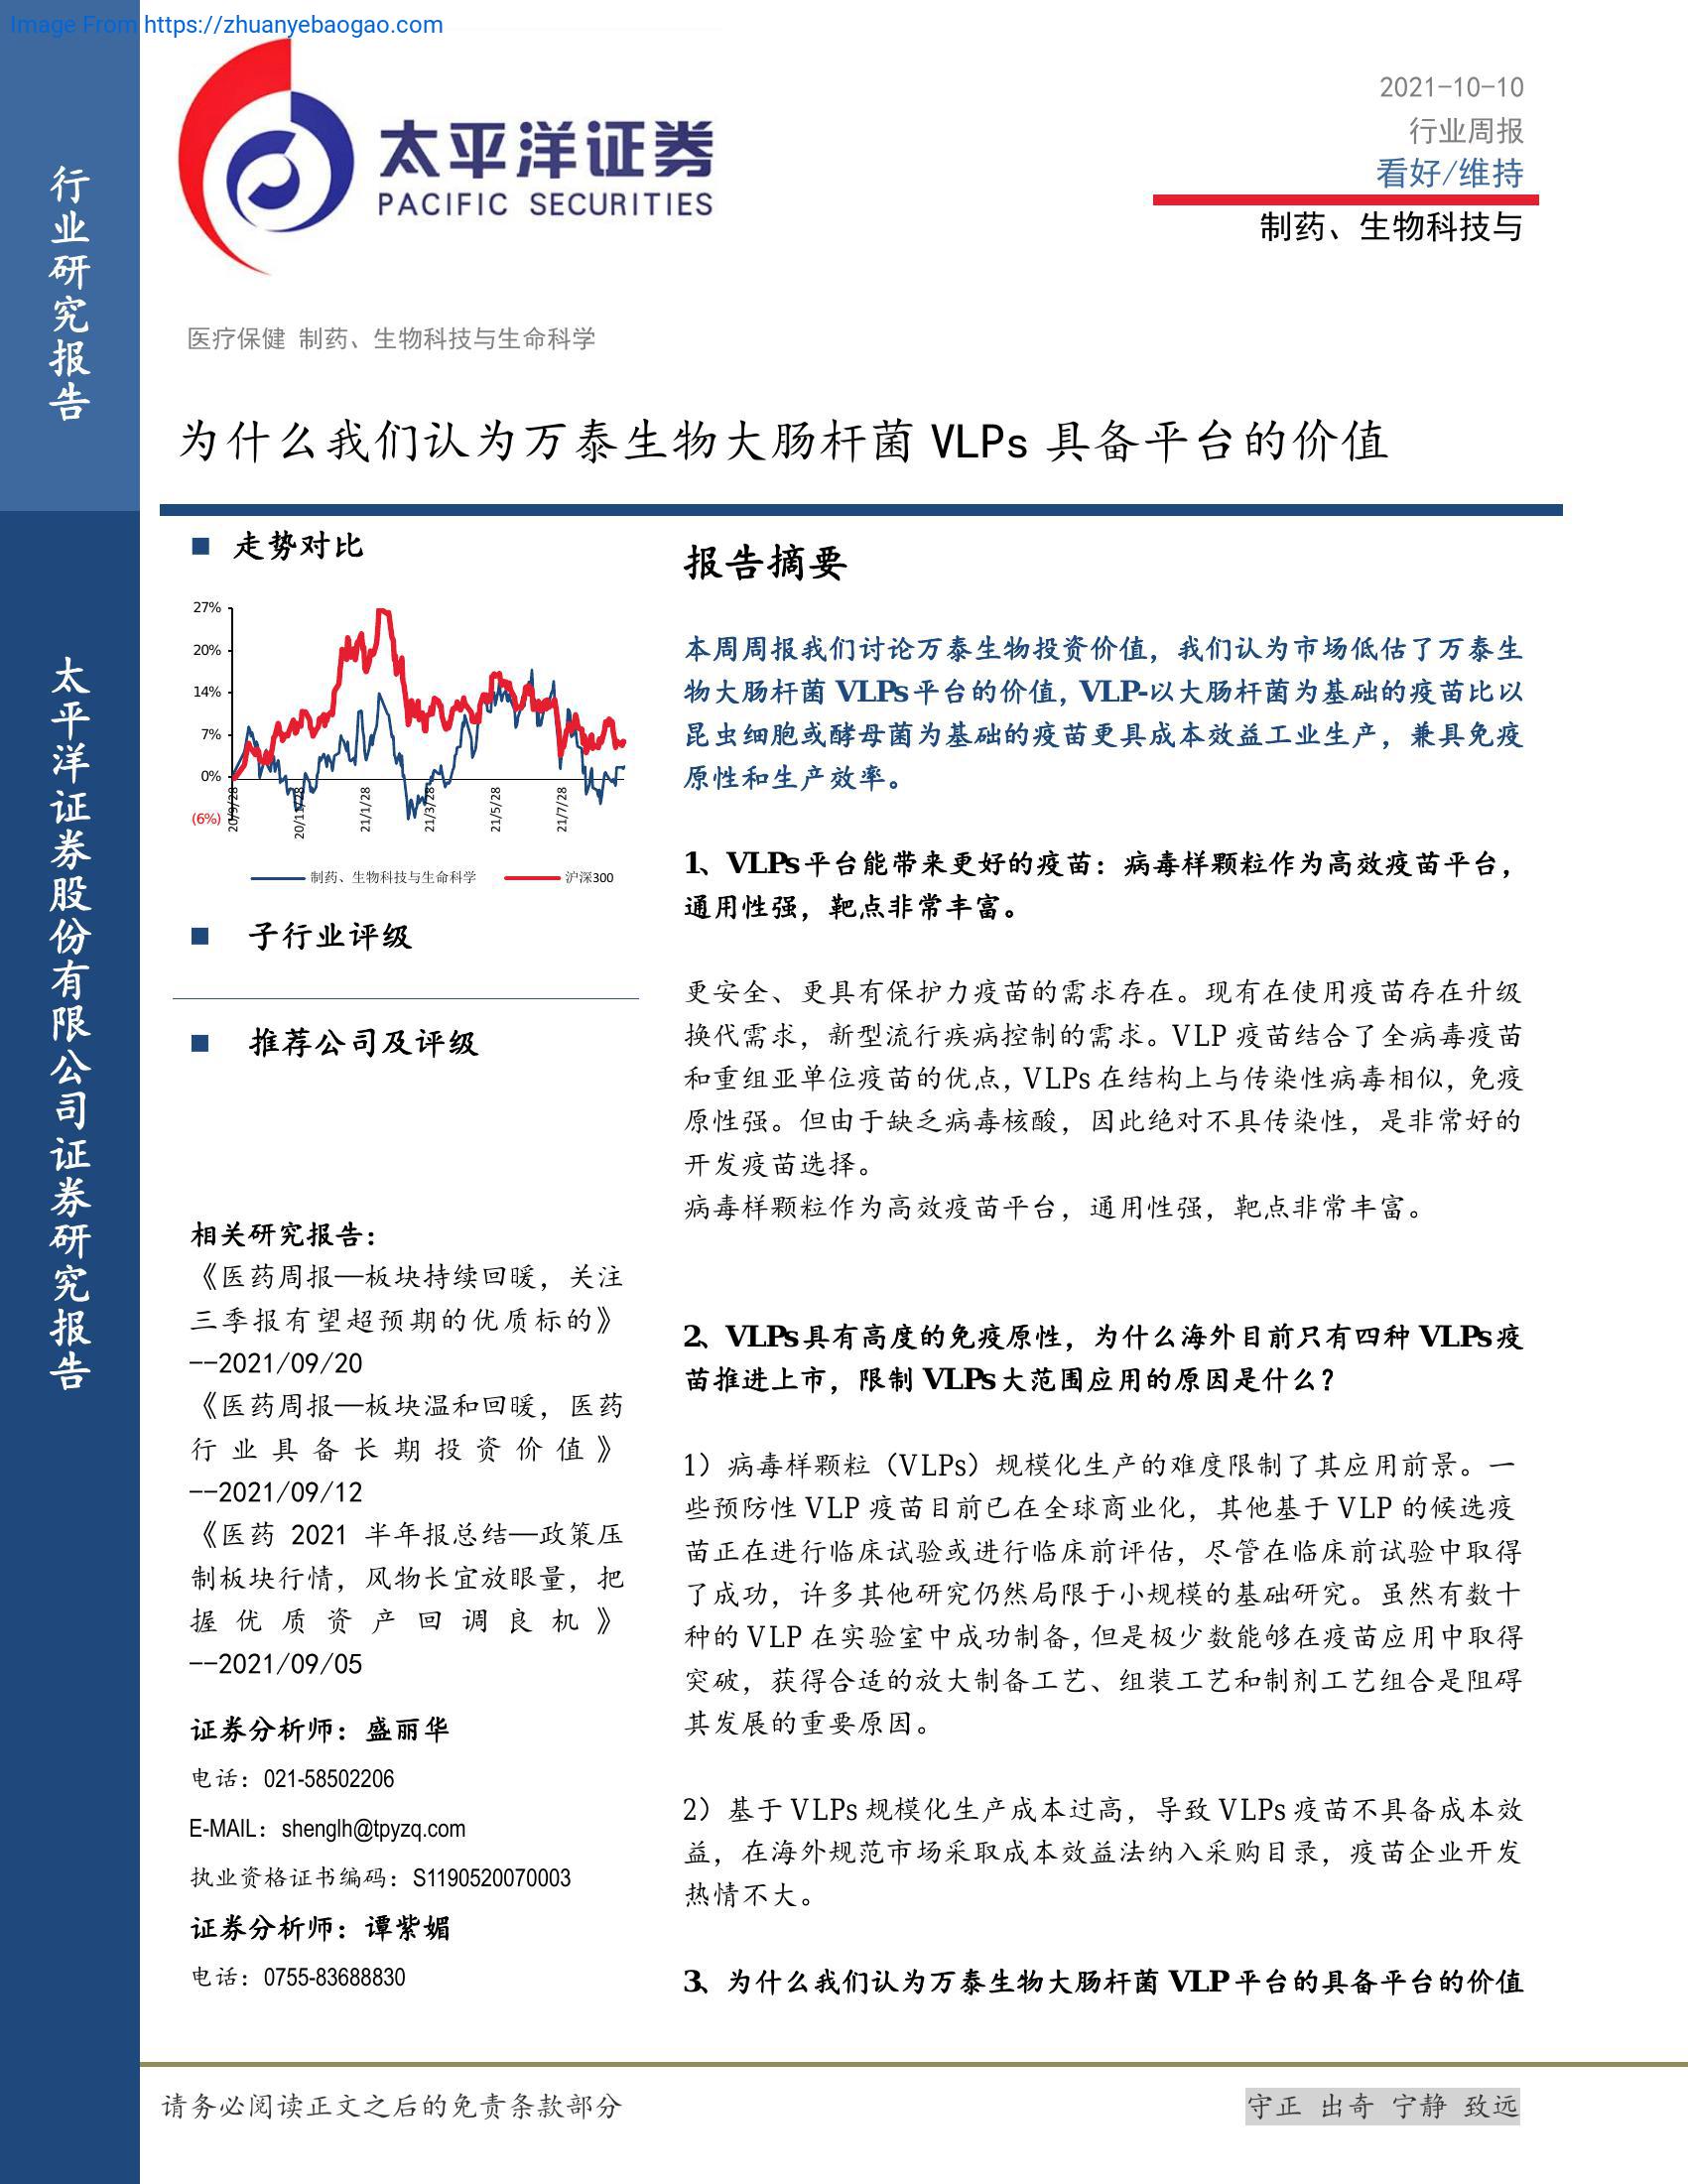 Image From https://zhuanyebaogao.com
行业研究报告
太平洋证券股份有限公司证券研究报告
太平洋证券
PACIFIC SECURITIES
2021-10-10
行业周报
看好/维持
制药、生物科技与
医疗保健 制药、生物科技与生命科学
为什么我们认为万泰生物大肠杆菌 VLPs 具备平台的价值
■ 走势对比
27%
20%
14%
7%
0%
(6%)
20/9/28
20/11/28
21/1/28
21/3/28
21/5/28
21/7/28
制药、生物科技与生命科学
沪深300
■ 子行业评级
■ 推荐公司及评级
相关研究报告：
《医药周报—板块持续回暖，关注
三季报有望超预期的优质标的》
--2021/09/20
《医药周报—板块温和回暖，医药
行业具备长期投资价值》
--2021/09/12
《医药 2021 半年报总结—政策压
制板块行情，风物长宜放眼量，把
握优质资产回调良机》
--2021/09/05
证券分析师：盛丽华
电话：021-58502206
E-MAIL：shenglh@tpyzq.com
执业资格证书编码：S1190520070003
证券分析师：谭紫媚
电话：0755-83688830
报告摘要
本周周报我们讨论万泰生物投资价值，我们认为市场低估了万泰生
物大肠杆菌 VLPs 平台的价值，VLP-以大肠杆菌为基础的疫苗比以
昆虫细胞或酵母菌为基础的疫苗更具成本效益工业生产，兼具免疫
原性和生产效率。
1、VLPs 平台能带来更好的疫苗：病毒样颗粒作为高效疫苗平台，
通用性强，靶点非常丰富。
更安全、更具有保护力疫苗的需求存在。现有在使用疫苗存在升级
换代需求，新型流行疾病控制的需求。VLP 疫苗结合了全病毒疫苗
和重组亚单位疫苗的优点，VLPs 在结构上与传染性病毒相似，免疫
原性强。但由于缺乏病毒核酸，因此绝对不具传染性，是非常好的
开发疫苗选择。
病毒样颗粒作为高效疫苗平台，通用性强，靶点非常丰富。
2、VLPs 具有高度的免疫原性，为什么海外目前只有四种 VLPs 疫
苗推进上市，限制 VLPs 大范围应用的原因是什么？
1）病毒样颗粒（VLPs）规模化生产的难度限制了其应用前景。一
些预防性 VLP 疫苗目前已在全球商业化，其他基于 VLP 的候选疫
苗正在进行临床试验或进行临床前评估，尽管在临床前试验中取得
了成功，许多其他研究仍然局限于小规模的基础研究。虽然有数十
种的 VLP 在实验室中成功制备，但是极少数能够在疫苗应用中取得
突破，获得合适的放大制备工艺、组装工艺和制剂工艺组合是阻碍
其发展的重要原因。
2）基于 VLPs 规模化生产成本过高，导致 VLPs 疫苗不具备成本效
益，在海外规范市场采取成本效益法纳入采购目录，疫苗企业开发
热情不大。
3、为什么我们认为万泰生物大肠杆菌 VLP 平台的具备平台的价值
请务必阅读正文之后的免责条款部分
守正 出奇 宁静 致远